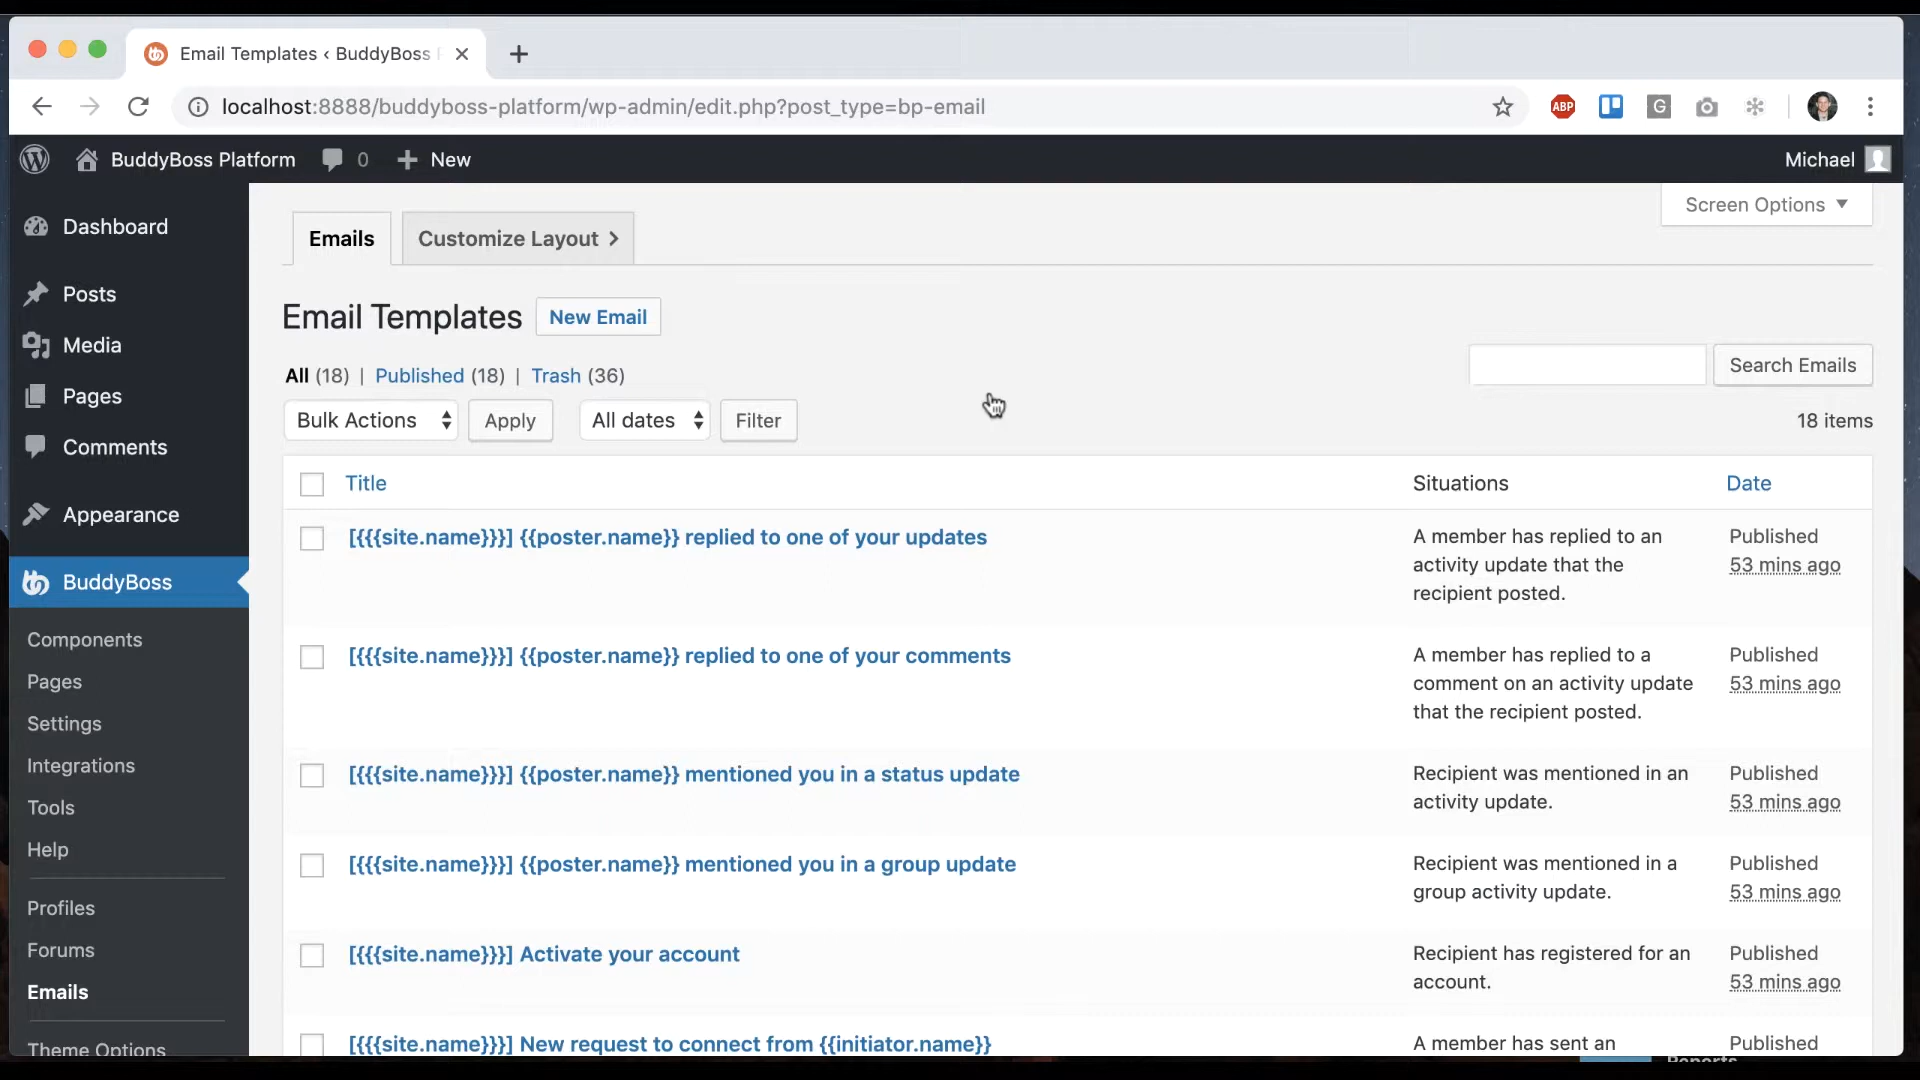 Email Templates ‹ BuddyBoss
localhost:8888/buddyboss-platform/wp-admin/edit.php?post_type=bp-email
ABP
G
BuddyBoss Platform
0
New
Michael
Dashboard
Posts
Media
Pages
Comments
Appearance
BuddyBoss
Components
Pages
Settings
Integrations
Tools
Help
Profiles
Forums
Emails
Theme Options
Screen Options
Emails
Customize Layout
Email Templates
New Email
All (18) | Published (18) | Trash (36)
Search Emails
Bulk Actions
Apply
All dates
Filter
18 items
Title
Situations
Date
[{{{site.name}}}] {{poster.name}} replied to one of your updates
A member has replied to an
activity update that the
recipient posted.
Published
53 mins ago
[{{{site.name}}}] {{poster.name}} replied to one of your comments
A member has replied to a
comment on an activity update
that the recipient posted.
Published
53 mins ago
[{{{site.name}}}] {{poster.name}} mentioned you in a status update
Recipient was mentioned in an
activity update.
Published
53 mins ago
[{{{site.name}}}] {{poster.name}} mentioned you in a group update
Recipient was mentioned in a
group activity update.
Published
53 mins ago
[{{{site.name}}}] Activate your account
Recipient has registered for an
account.
Published
53 mins ago
[{{{site.name}}}] New request to connect from {{initiator.name}}
A member has sent an
Published